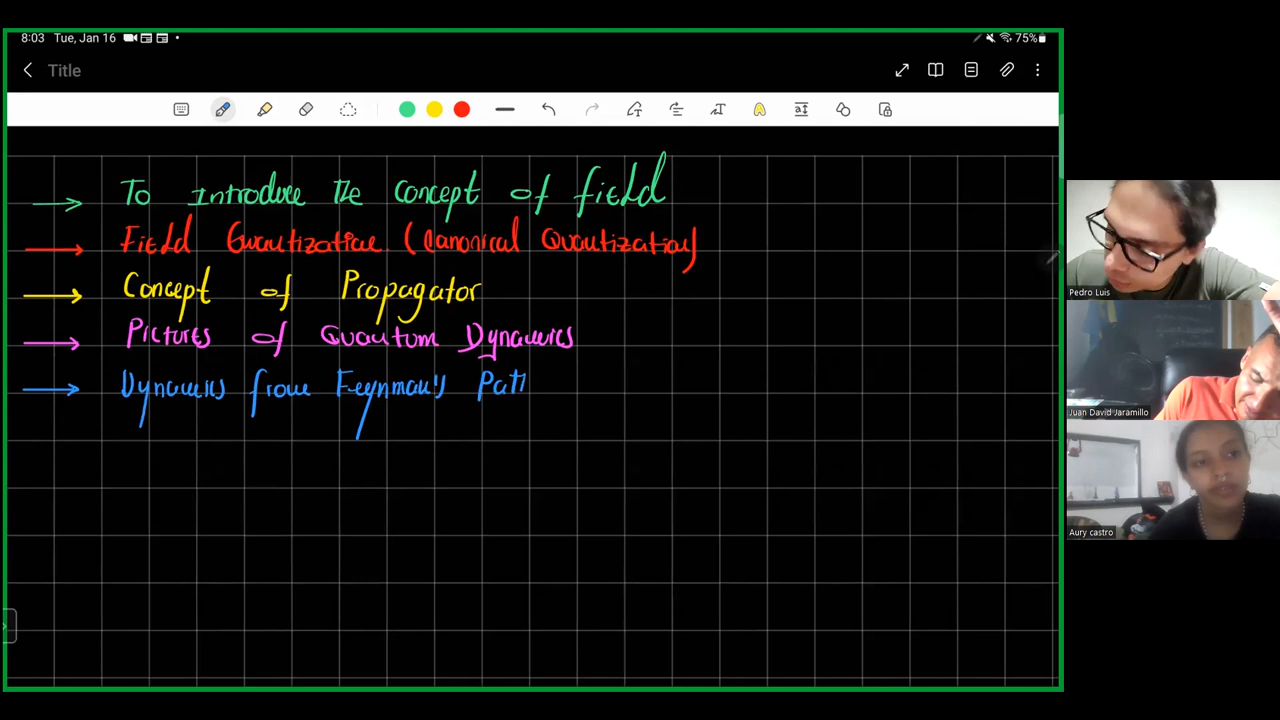 8:03 Tue, Jan 16
75%
Title
To Introduce the concept of field
Field Quantization (Canonical Quantization)
Concept of Propagator
Pictures of Quantum Dynamics
Dynamics from Feynman's Pat
Pedro Luis
Juan David Jaramillo
Aury castro